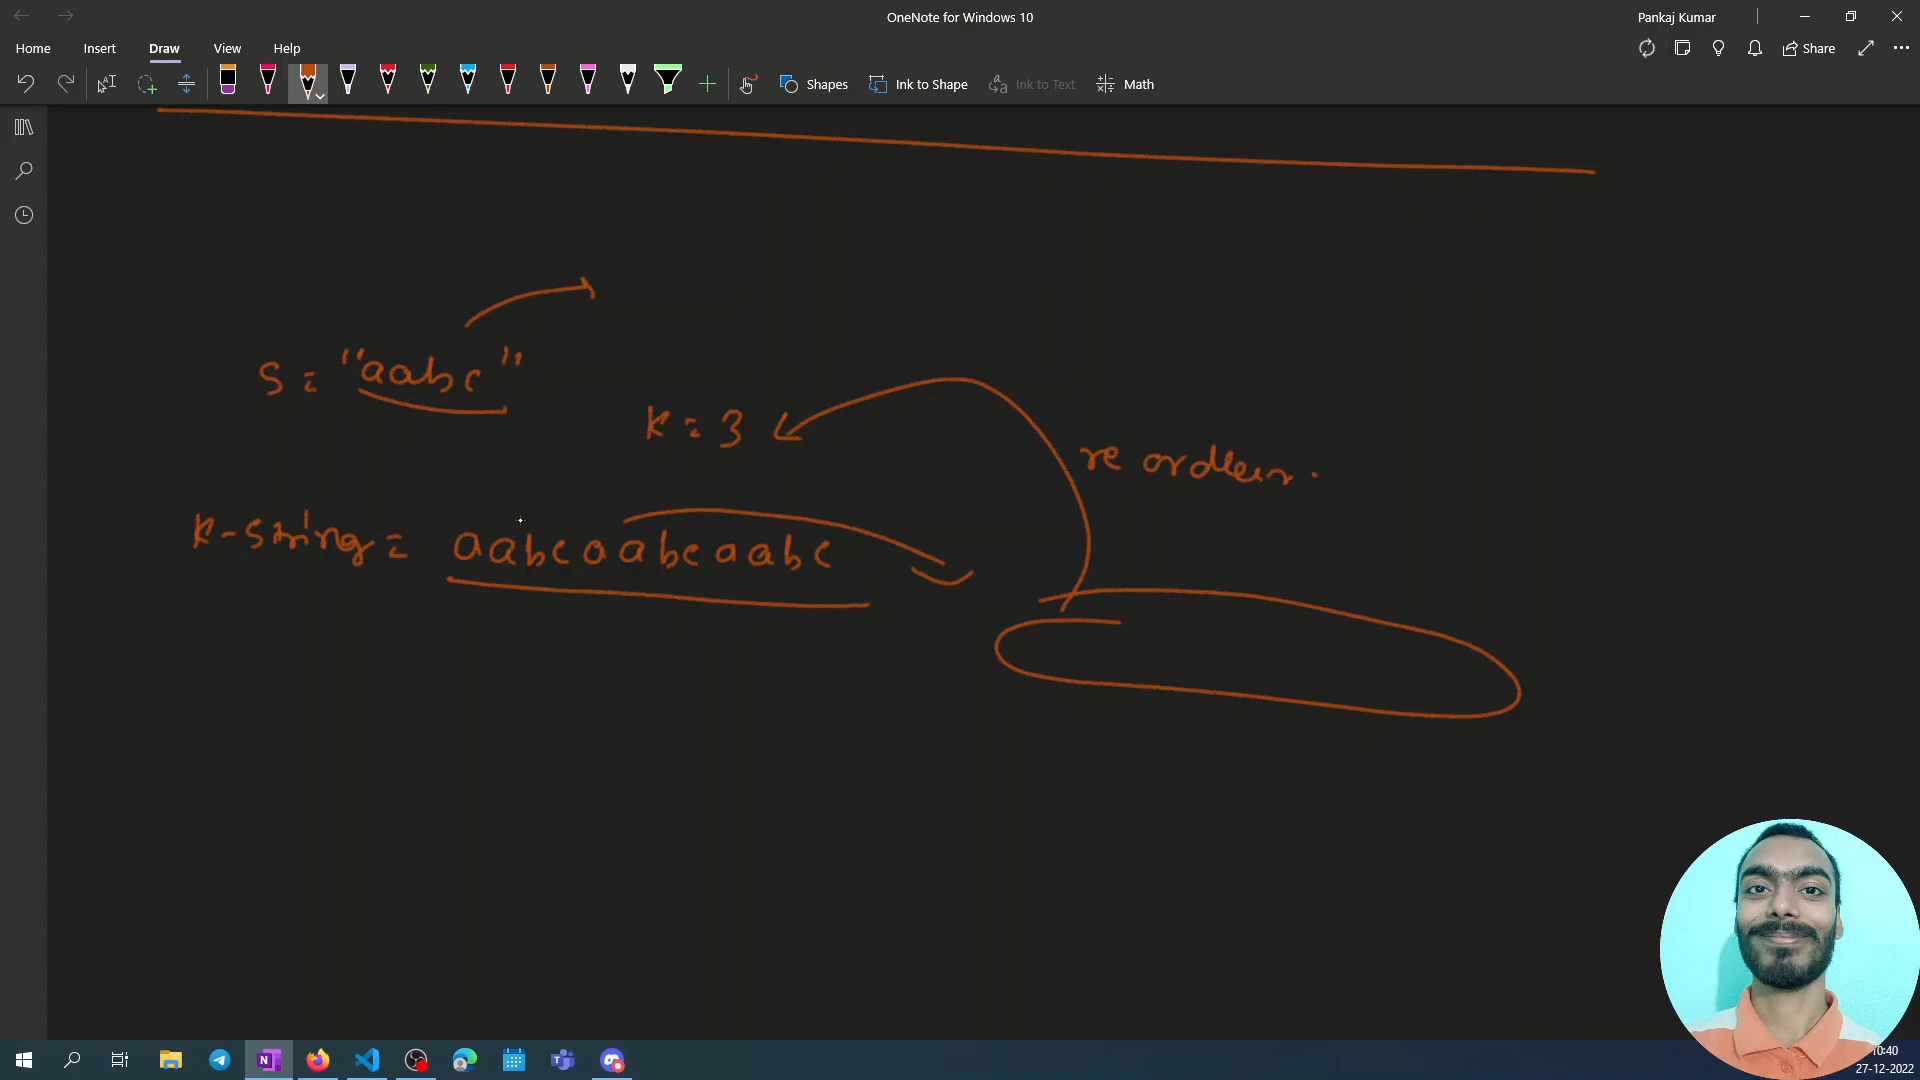 OneNote for Windows 10
Pankaj Kumar
Home Insert Draw View Help
Share
Shapes Ink to Shape Ink to Text Math
S = "aabc"
K = 3
K-string = aabcaabcaabc
re
10:40
27-12-2022